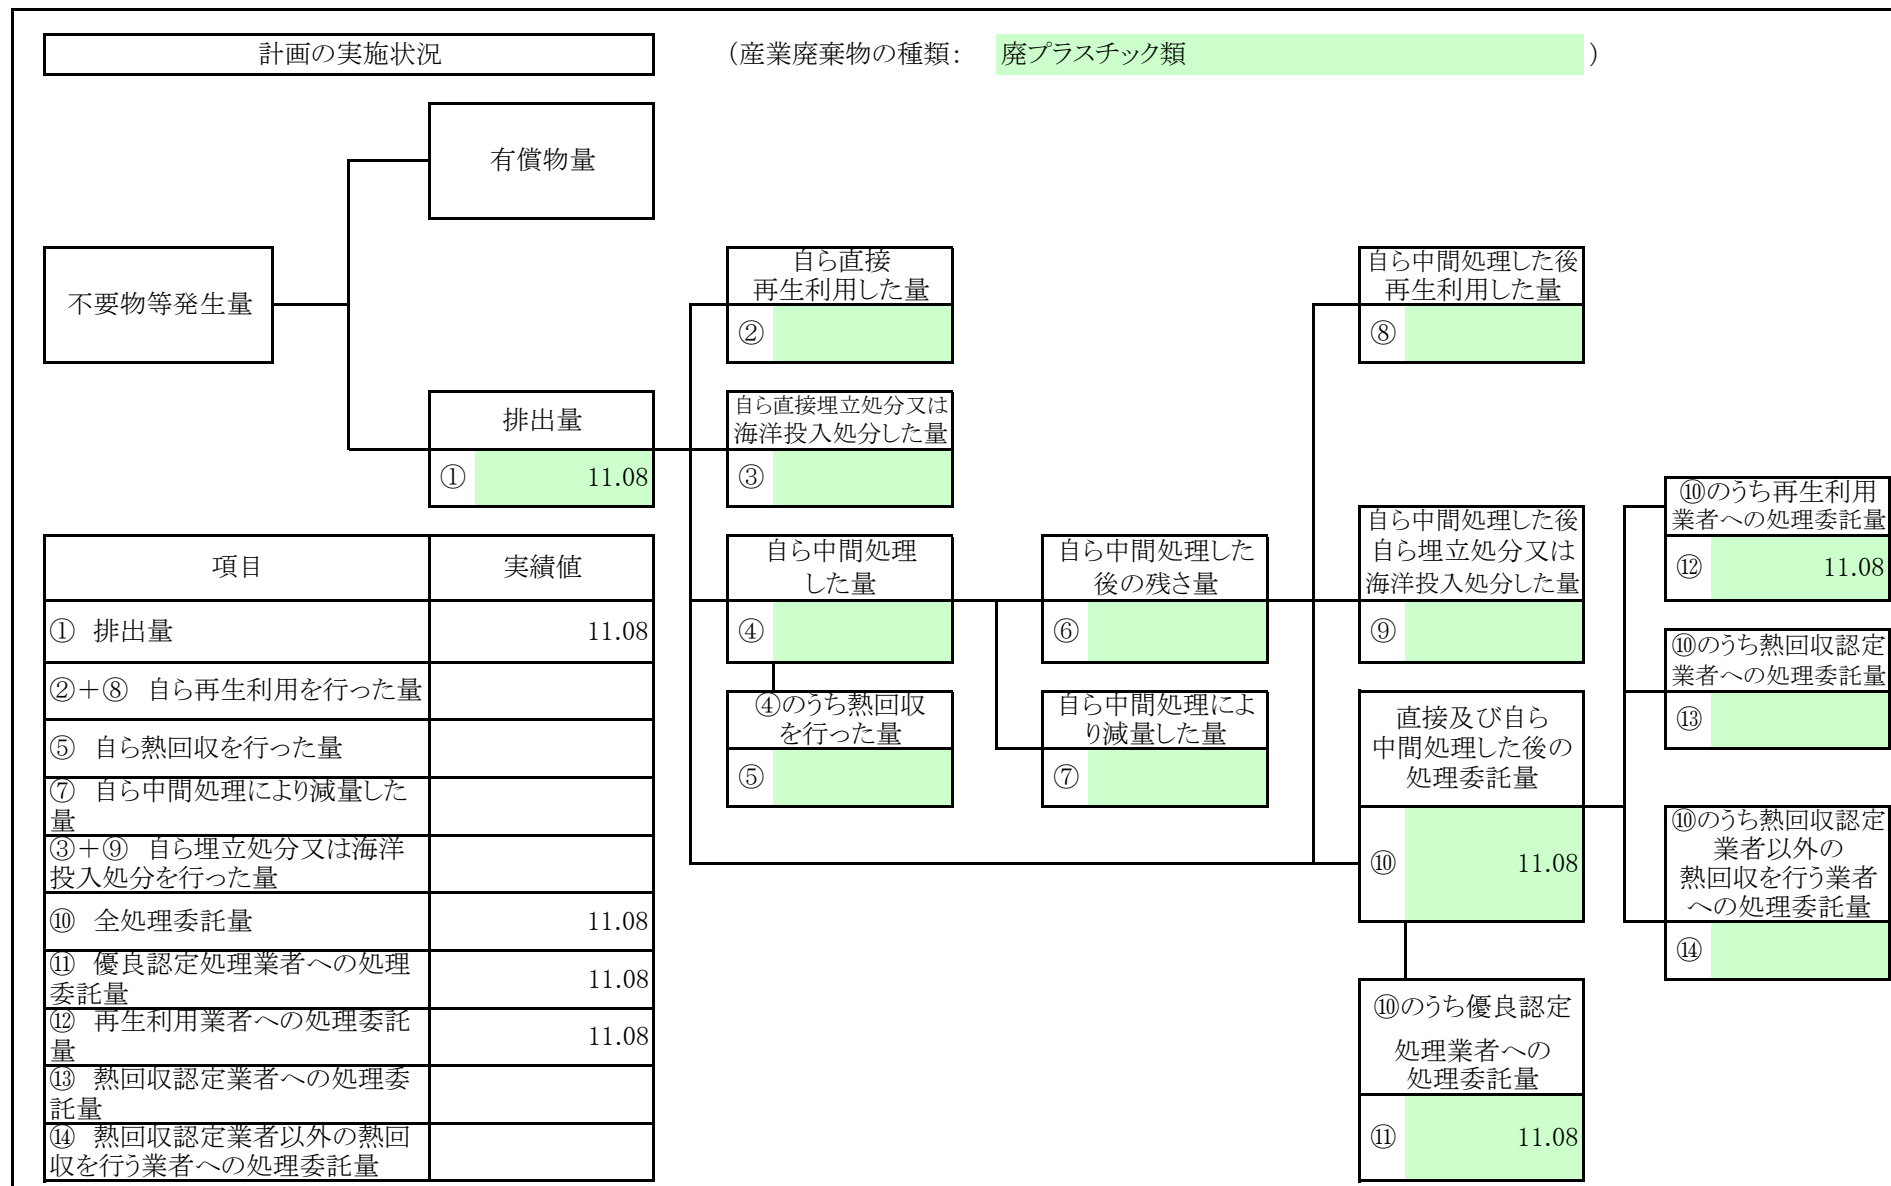 計画の実施状況
（産業廃棄物の種類： 廃プラスチック類 ）
有償物量
不要物等発生量
自ら直接
再生利用した量
②
自ら中間処理した後
再生利用した量
⑧
排出量
① 11.08
自ら直接埋立処分又は
海洋投入処分した量
③
自ら中間処理
した量
④
自ら中間処理した
後の残さ量
⑥
自ら中間処理した後
自ら埋立処分又は
海洋投入処分した量
⑨
⑩のうち再生利用
業者への処理委託量
⑫ 11.08
⑩のうち熱回収認定
業者への処理委託量
⑬
④のうち熱回収
を行った量
⑤
自ら中間処理によ
り減量した量
⑦
直接及び自ら
中間処理した後の
処理委託量
⑩ 11.08
⑩のうち熱回収認定
業者以外の
熱回収を行う業者
への処理委託量
⑭
⑩のうち優良認定
処理業者への
処理委託量
⑪ 11.08
項目 実績値
① 排出量 11.08
②＋⑧ 自ら再生利用を行った量
⑤ 自ら熱回収を行った量
⑦ 自ら中間処理により減量した
量
③＋⑨ 自ら埋立処分又は海洋
投入処分を行った量
⑩ 全処理委託量 11.08
⑪ 優良認定処理業者への処理
委託量 11.08
⑫ 再生利用業者への処理委託
量 11.08
⑬ 熱回収認定業者への処理委
託量
⑭ 熱回収認定業者以外の熱回
収を行う業者への処理委託量